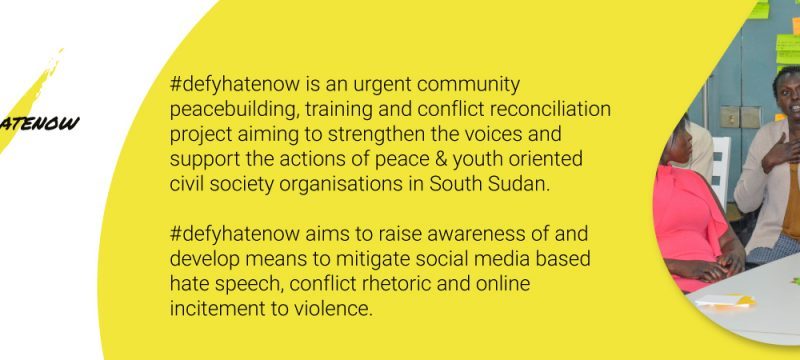 ATENOW
#defyhatenow is an urgent community
peacebuilding, training and conflict reconciliation
project aiming to strengthen the voices and
support the actions of peace & youth oriented
civil society organisations in South Sudan.
#defyhatenow aims to raise awareness of and
develop means to mitigate social media based
hate speech, conflict rhetoric and online
incitement to violence.